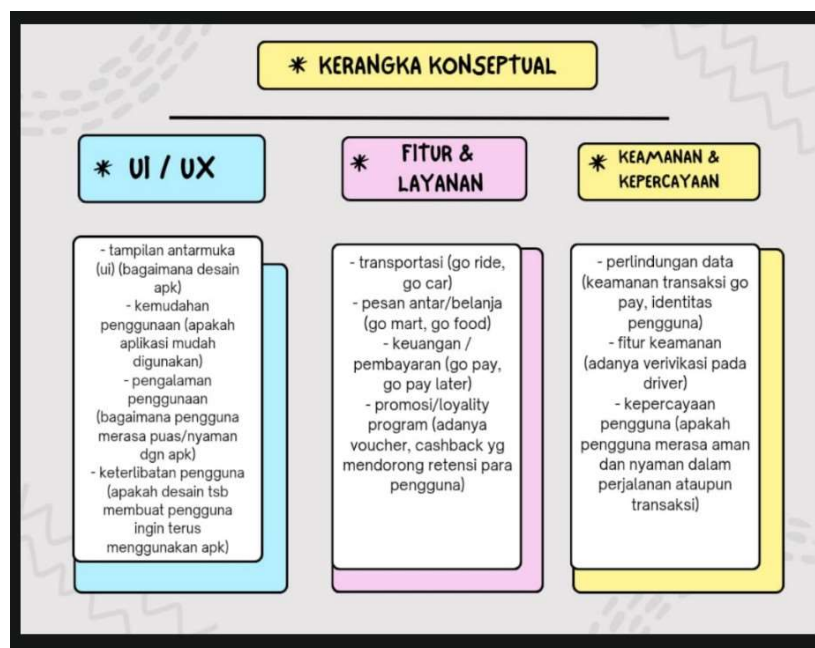 * KERANGKA KONSEPTUAL
* UI / UX
- tampilan antarmuka
(ui) (bagaimana desain
apk)
- kemudahan
penggunaan (apakah
aplikasi mudah
digunakan)
- pengalaman
penggunaan
(bagaimana pengguna
merasa puas/nyaman
dgn apk)
- keterlibatan pengguna
(apakah desain tsb
membuat pengguna
ingin terus
menggunakan apk)
* FITUR &
LAYANAN
- transportasi (go ride,
go car)
- pesan antar/belanja
(go mart, go food)
- keuangan /
pembayaran (go pay,
go pay later)
- promosi/loyality
program (adanya
voucher, cashback yg
mendorong retensi para
pengguna)
* KEAMANAN &
KEPERCAYAAN
- perlindungan data
(keamanan transaksi go
pay, identitas
pengguna)
- fitur keamanan
(adanya verivikasi pada
driver)
- kepercayaan
pengguna (apakah
pengguna merasa aman
dan nyaman dalam
perjalanan ataupun
transaksi)